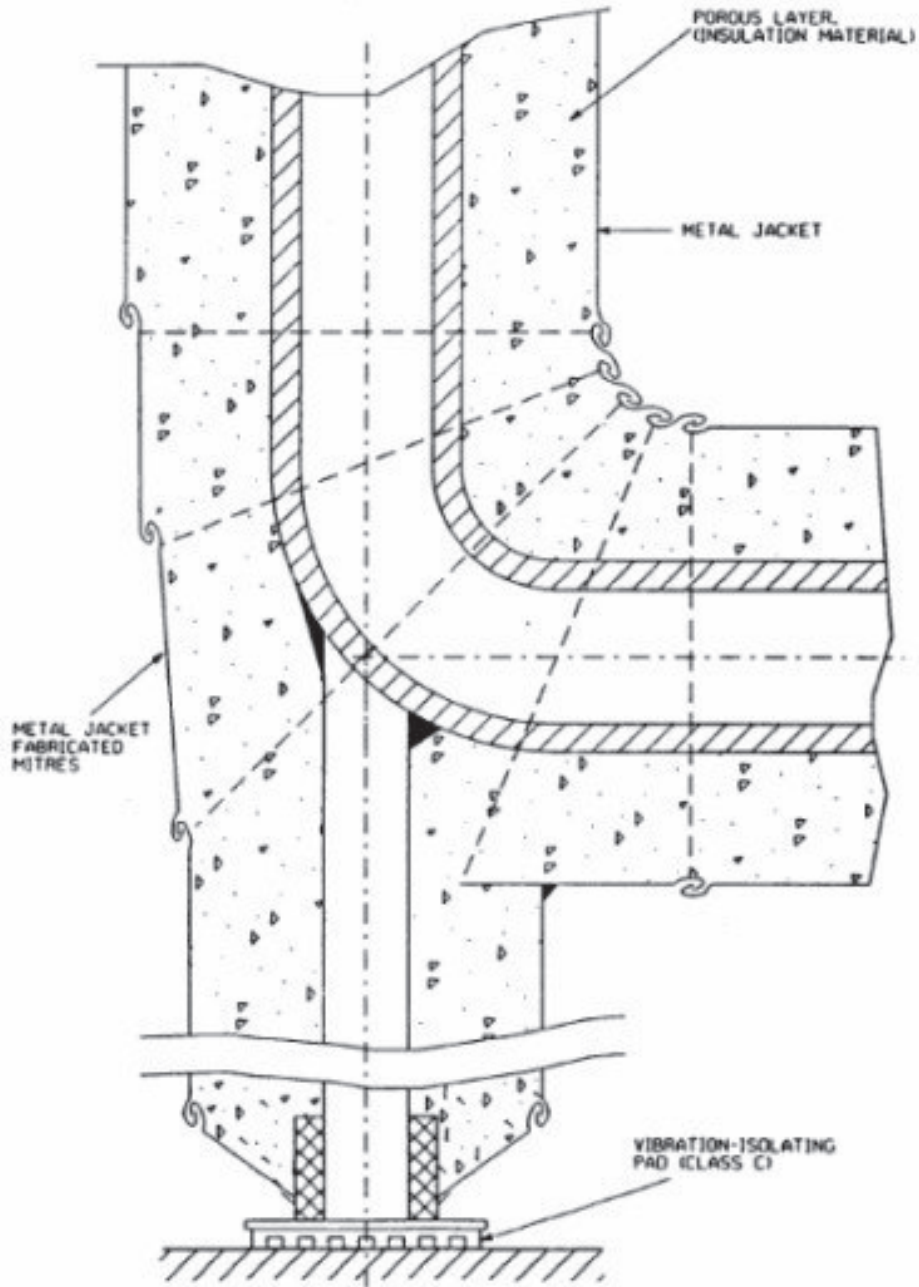 POROUS LAYER.
(INSULATION MATERIAL)
METAL JACKET
METAL JACKET
FABRICATED
MITRES
VIBRATION-ISOLATING
PAD (CLASS C)